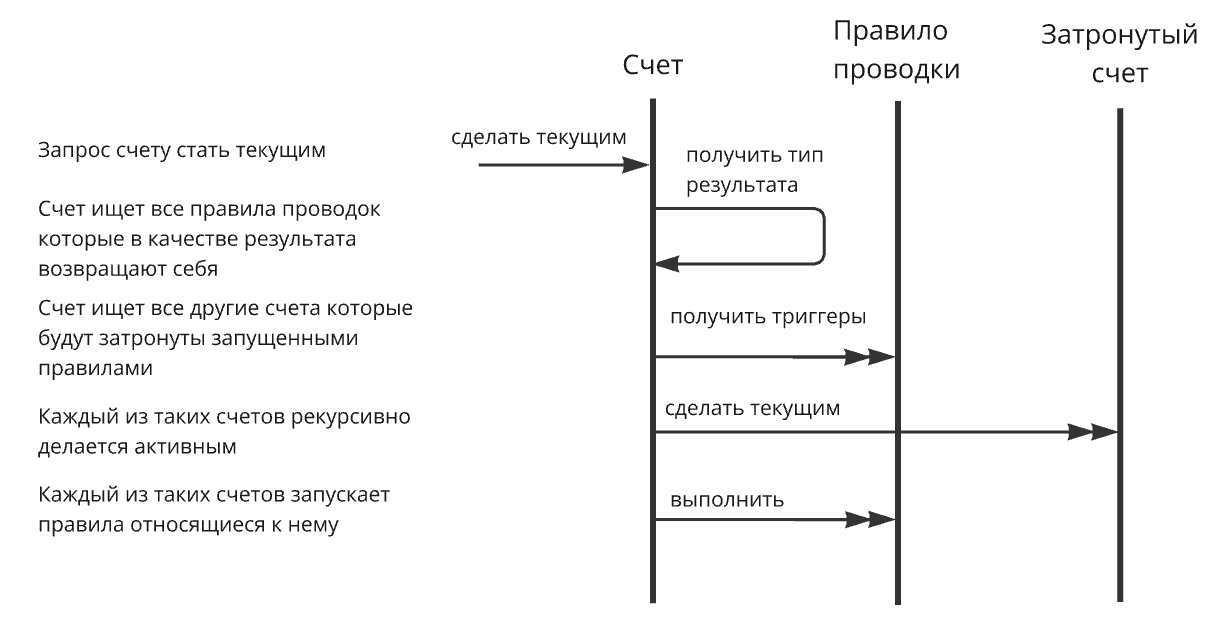 Счет
Правило
проводки
Затронутый
счет
Запрос счету стать текущим
сделать текущим
получить тип
результата
Счет ищет все правила проводок
которые в качестве результата
возвращают себя
Счет ищет все другие счета которые
будут затронуты запущенными
правилами
получить триггеры
Каждый из таких счетов рекурсивно
делается активным
сделать текущим
Каждый из таких счетов запускает
правила относящиеся к нему
выполнить